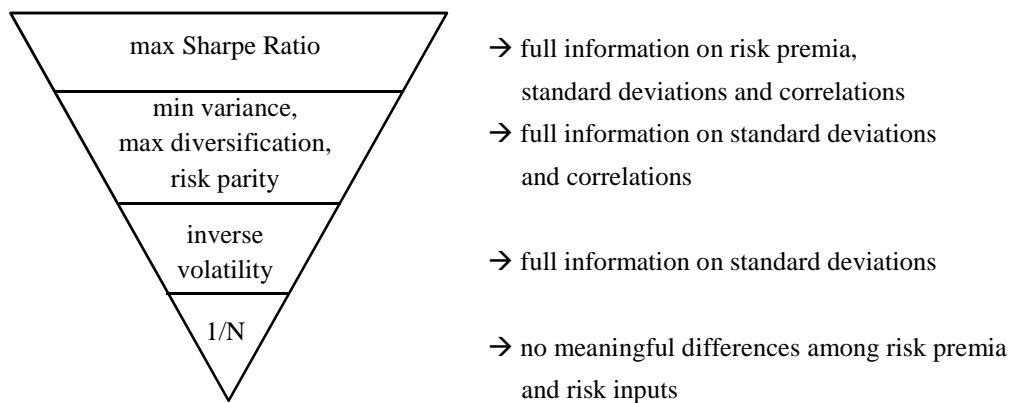 max Sharpe Ratio
→ full information on risk premia,
standard deviations and correlations
min variance,
max diversification,
risk parity
→ full information on standard deviations
and correlations
inverse
volatility
→ full information on standard deviations
1/N
→ no meaningful differences among risk premia
and risk inputs